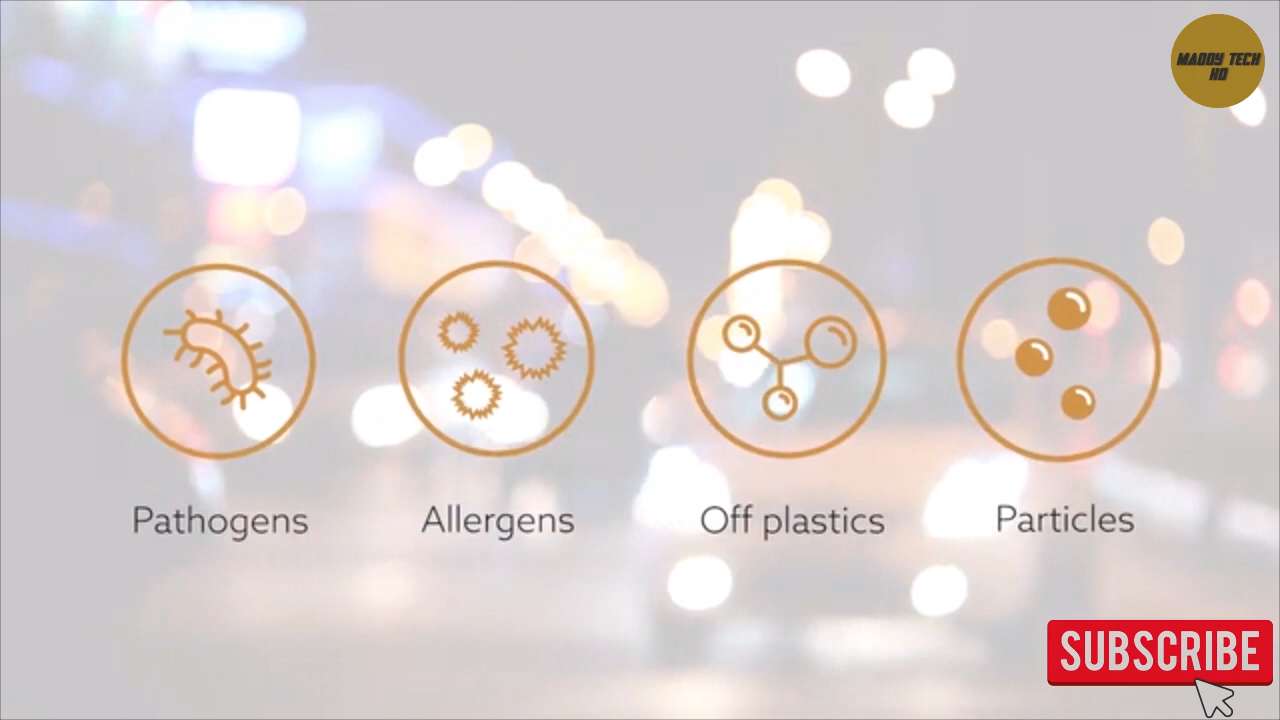 MADDY TECH
HD
Pathogens
Allergens
Off plastics
Particles
SUBSCRIBE